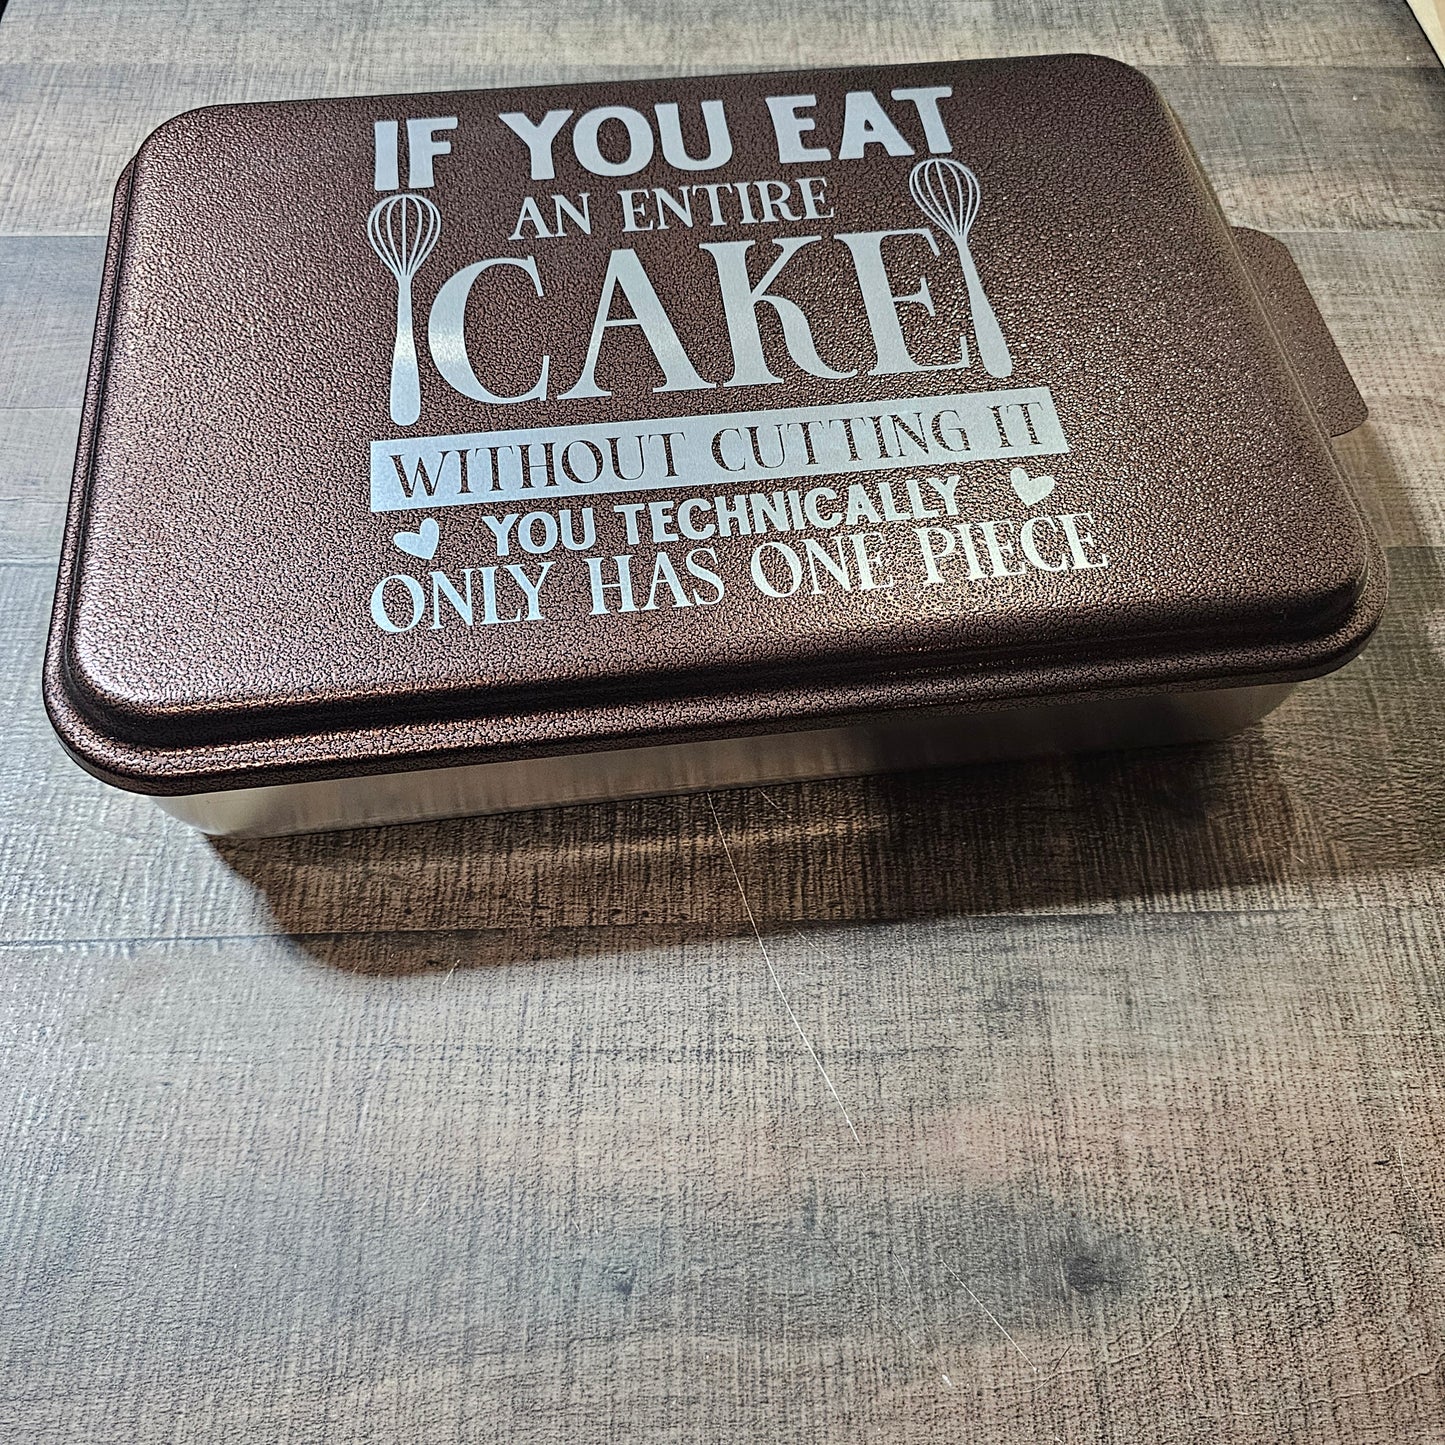 IF YOU EAT
AN ENTIRE
CAKE
WITHOUT CUTTING IT
YOU TECHNICALLY
ONLY HAS ONE PIECE